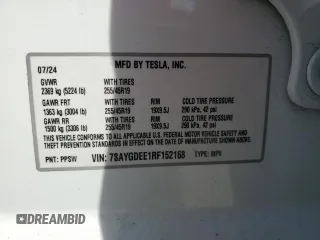 07/24 MFD BY TESLA, INC.
GVWR WITH TIRES
2369 kg (5224 lb) 255/45R19
GAWR FRT WITH TIRES RIM COLD TIRE PRESSURE
1363 kg (3004 lb) 255/45R19 19X9.5J 290 kPa, 42 psi
GAWR RR WITH TIRES RIM COLD TIRE PRESSURE
1500 kg (3306 lb) 255/45R19 19X9.5J 290 kPa, 42 psi
THIS VEHICLE CONFORMS TO ALL APPLICABLE FEDERAL MOTOR VEHICLE
SAFETY AND THEFT PREVENTION STANDARDS IN EFFECT ON THE DATE OF
MANUFACTURE SHOWN ABOVE.
PNT: PPSW VIN: 7SAYGDEE1RF152168 TYPE: MPV